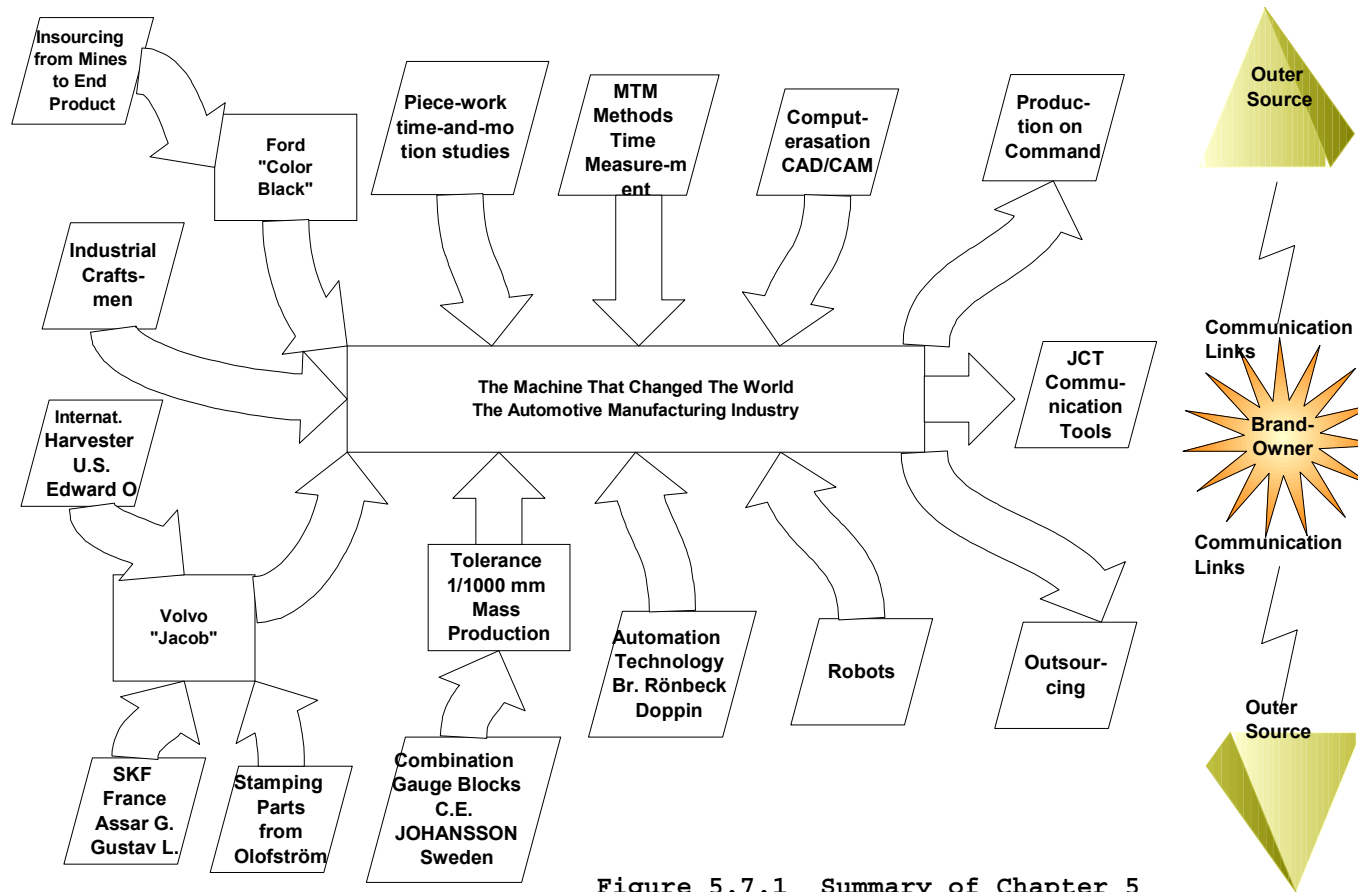 Insourcing
from Mines
to End
Product
Ford
"Color
Black"
Piece-work
time-and-mo
tion studies
MTM
Methods
Time
Measure-m
ent
Comput-
erasation
CAD/CAM
Produc-
tion on
Command
Outer
Source
Industrial
Crafts-
men
The Machine That Changed The World
The Automotive Manufacturing Industry
JCT
Commu-
nication
Tools
Communication
Links
Brand-
Owner
Communication
Links
Internat.
Harvester
U.S.
Edward O
Volvo
"Jacob"
Tolerance
1/1000 mm
Mass
Production
Automation
Technology
Br. Rönbeck
Doppin
Robots
Outsour-
cing
Outer
Source
SKF
France
Assar G.
Gustav L.
Stamping
Parts
from
Olofström
Combination
Gauge Blocks
C.E.
JOHANSSON
Sweden
Figure 5.7.1 Summary of Chapter 5